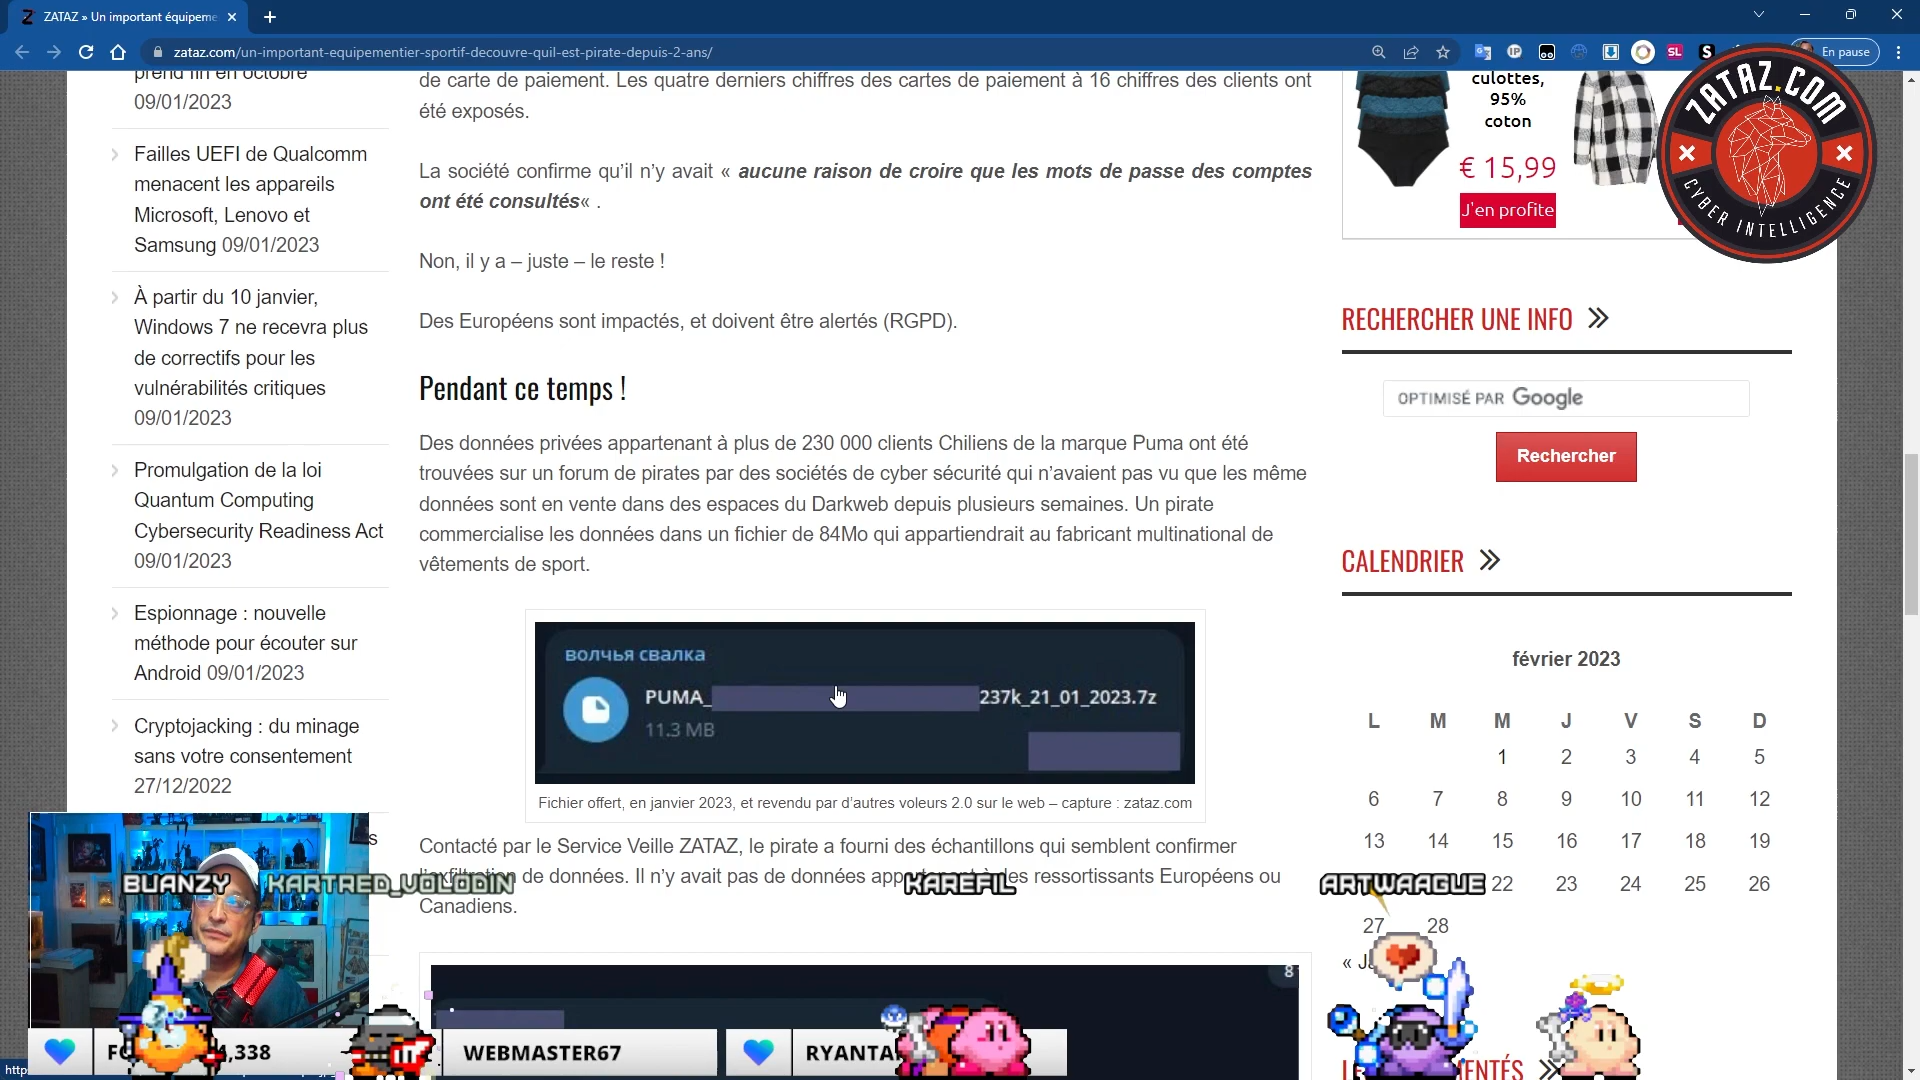 ZATAZ » Un important équipeme
zataz.com/un-important-equipementier-sportif-decouvre-quil-est-pirate-depuis-2-ans/
En pause
prend fin en octobre
09/01/2023
Failles UEFI de Qualcomm
menacent les appareils
Microsoft, Lenovo et
Samsung 09/01/2023
À partir du 10 janvier,
Windows 7 ne recevra plus
de correctifs pour les
vulnérabilités critiques
09/01/2023
Promulgation de la loi
Quantum Computing
Cybersecurity Readiness Act
09/01/2023
Espionnage : nouvelle
méthode pour écouter sur
Android 09/01/2023
Cryptojacking : du minage
sans votre consentement
27/12/2022
de carte de paiement. Les quatre derniers chiffres des cartes de paiement à 16 chiffres des clients ont
été exposés.
La société confirme qu’il n’y avait « aucune raison de croire que les mots de passe des comptes
ont été consultés« .
Non, il y a – juste – le reste !
Des Européens sont impactés, et doivent être alertés (RGPD).
Pendant ce temps !
Des données privées appartenant à plus de 230 000 clients Chiliens de la marque Puma ont été
trouvées sur un forum de pirates par des sociétés de cyber sécurité qui n’avaient pas vu que les même
données sont en vente dans des espaces du Darkweb depuis plusieurs semaines. Un pirate
commercialise les données dans un fichier de 84Mo qui appartiendrait au fabricant multinational de
vêtements de sport.
волчья свалка
PUMA_ 237k_21_01_2023.7z
11.3 MB
Fichier offert, en janvier 2023, et revendu par d’autres voleurs 2.0 sur le web – capture : zataz.com
Contacté par le Service Veille ZATAZ, le pirate a fourni des échantillons qui semblent confirmer
l’exfiltration de données. Il n’y avait pas de données appartenant à des ressortissants Européens ou
Canadiens.
culottes,
95%
coton
€ 15,99
J'en profite
ZATAZ.COM
CYBER INTELLIGENCE
RECHERCHER UNE INFO
OPTIMISÉ PAR Google
Rechercher
CALENDRIER
février 2023
L M M J V S D
1 2 3 4 5
6 7 8 9 10 11 12
13 14 15 16 17 18 19
22 23 24 25 26
27 28
BUANZY
KARTRED_VOLODIN
KAREFIL
ARTWAAGUE
4,338
WEBMASTER67